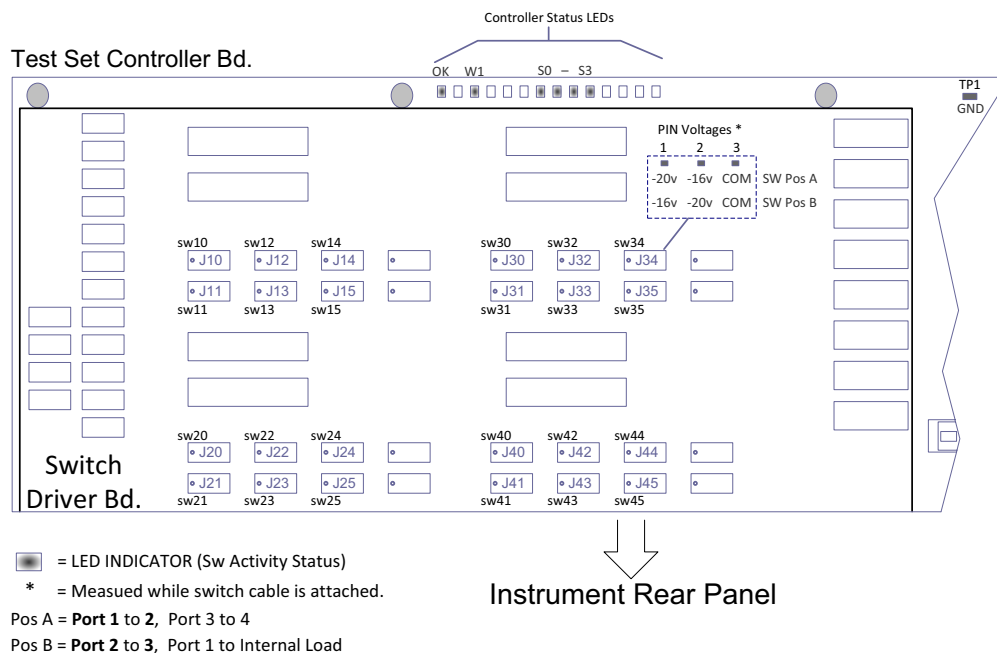 Controller Status LEDs
Test Set Controller Bd.
OK W1 S0 – S3
TP1
GND
PIN Voltages *
1 2 3
-20v -16v COM SW Pos A
-16v -20v COM SW Pos B
sw10 sw12 sw14 sw30 sw32 sw34
J10 J12 J14 J30 J32 J34
J11 J13 J15 J31 J33 J35
sw11 sw13 sw15 sw31 sw33 sw35
sw20 sw22 sw24 sw40 sw42 sw44
J20 J22 J24 J40 J42 J44
J21 J23 J25 J41 J43 J45
sw21 sw23 sw25 sw41 sw43 sw45
Switch
Driver Bd.
= LED INDICATOR (Sw Activity Status)
* = Measued while switch cable is attached.
Pos A = Port 1 to 2, Port 3 to 4
Pos B = Port 2 to 3, Port 1 to Internal Load
Instrument Rear Panel